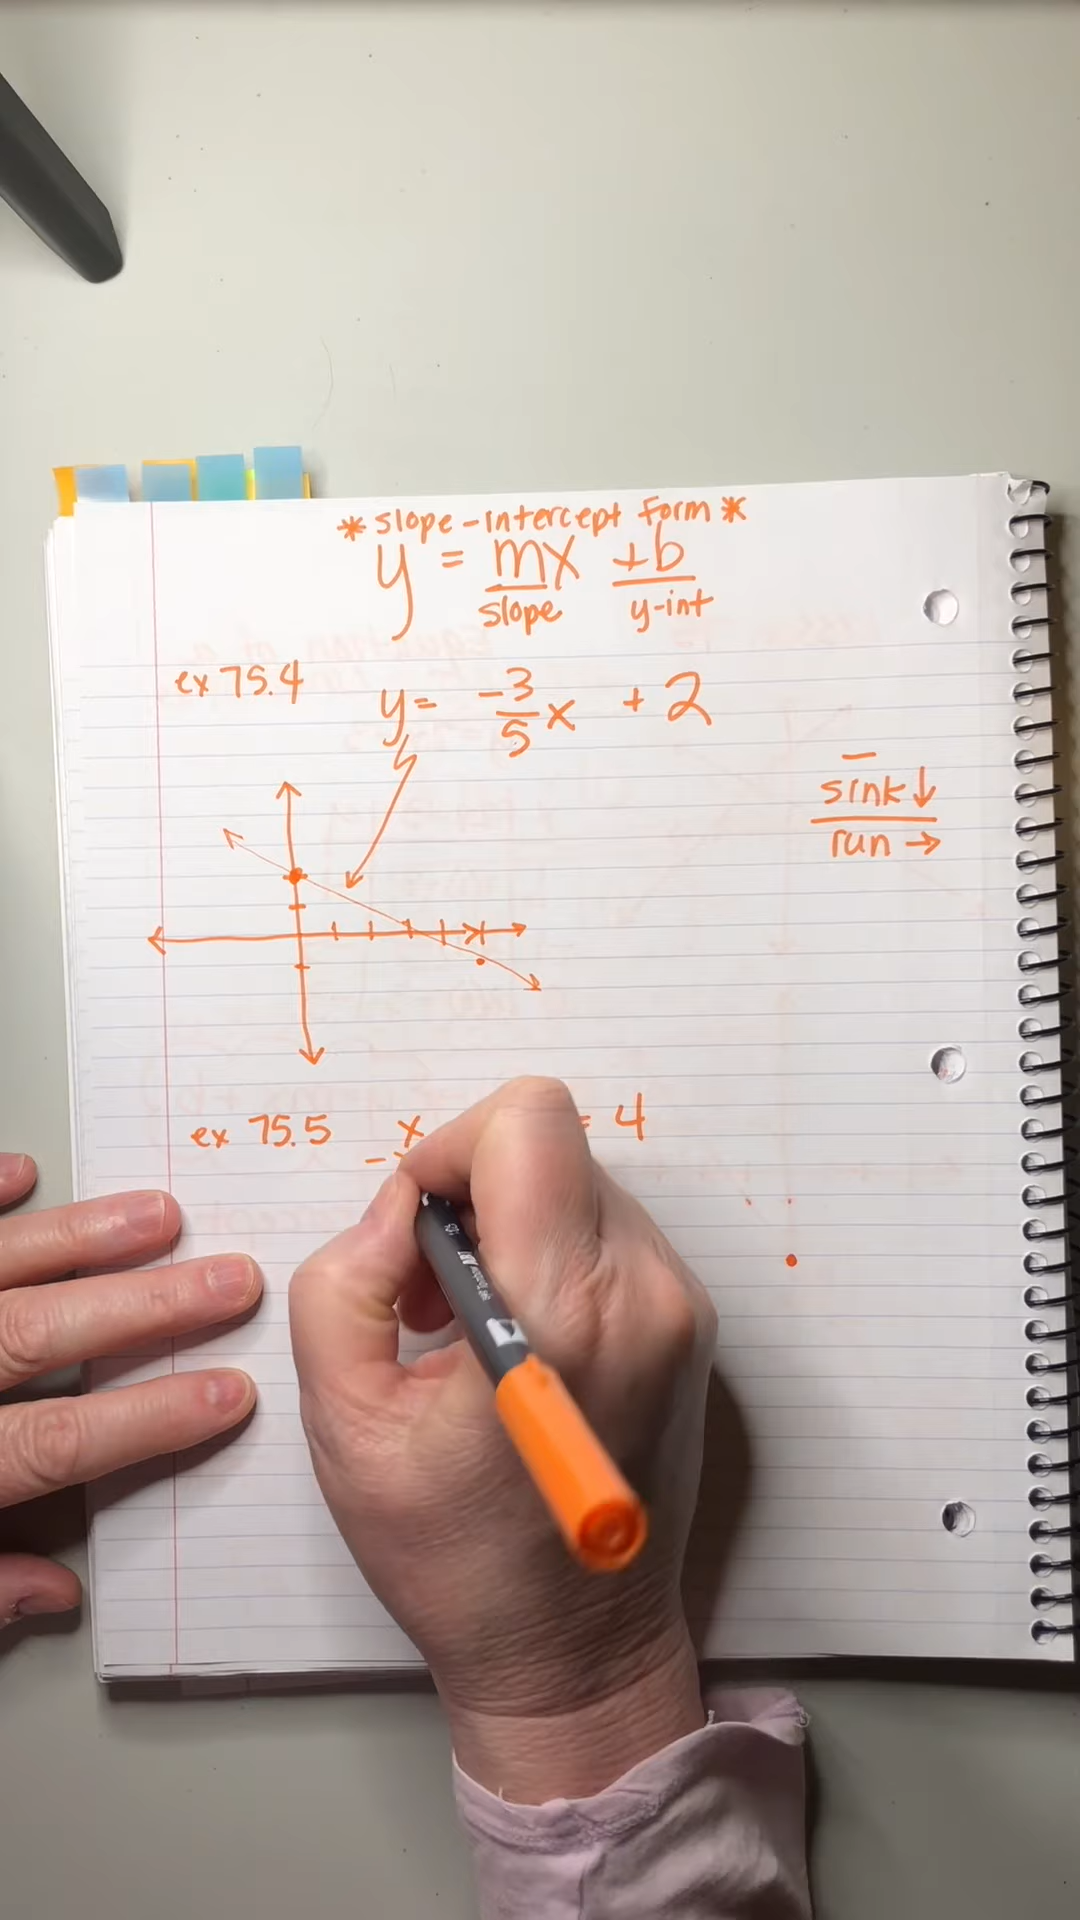 * slope-intercept form *
y = mx + b
slope y-int
ex 75.4 y = -3/5 x + 2
−
sink ↓
run →
ex 75.5 x = 4
-